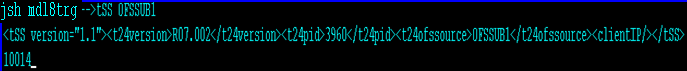 jsh mdl8trg -->tSS OFSSUB1
<tSS version="1.1"><t24version>R07.002</t24version><t24pid>3960</t24pid><t24ofssource>OFSSUB1</t24ofssource><clientIP/></tSS>
10014_